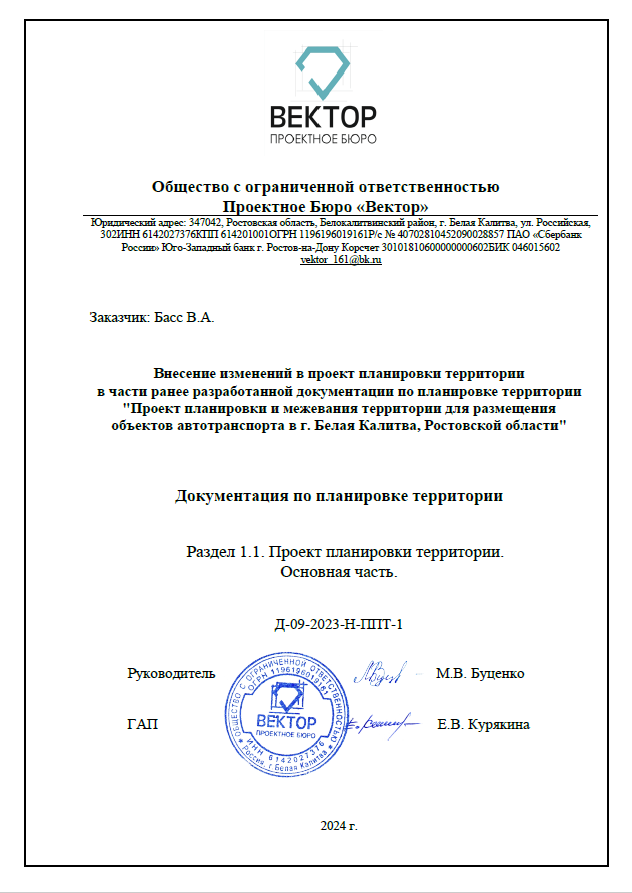 ВЕКТОР
ПРОЕКТНОЕ БЮРО
Общество с ограниченной ответственностью
Проектное Бюро «Вектор»
Юридический адрес: 347042, Ростовская область, Белокалитвинский район, г. Белая Калитва, ул. Российская,
302ИНН 6142027376КПП 614201001ОГРН 1196196019161Р/с № 40702810452090028857 ПАО «Сбербанк
России» Юго-Западный банк г. Ростов-на-Дону Корсчет 30101810600000000602БИК 046015602
vektor_161@bk.ru
Заказчик: Басс В.А.
Внесение изменений в проект планировки территории
в части ранее разработанной документации по планировке территории
"Проект планировки и межевания территории для размещения
объектов автотранспорта в г. Белая Калитва, Ростовской области"
Документация по планировке территории
Раздел 1.1. Проект планировки территории.
Основная часть.
Д-09-2023-Н-ППТ-1
Руководитель М.В. Буценко
ОБЩЕСТВО С ОГРАНИЧЕННОЙ ОТВЕТСТВЕННОСТЬЮ
ОГРН 1196196019161
ВЕКТОР
ПРОЕКТНОЕ БЮРО
ИНН 6142027376
Россия, г.Белая Калитва
ГАП Е.В. Курякина
2024 г.